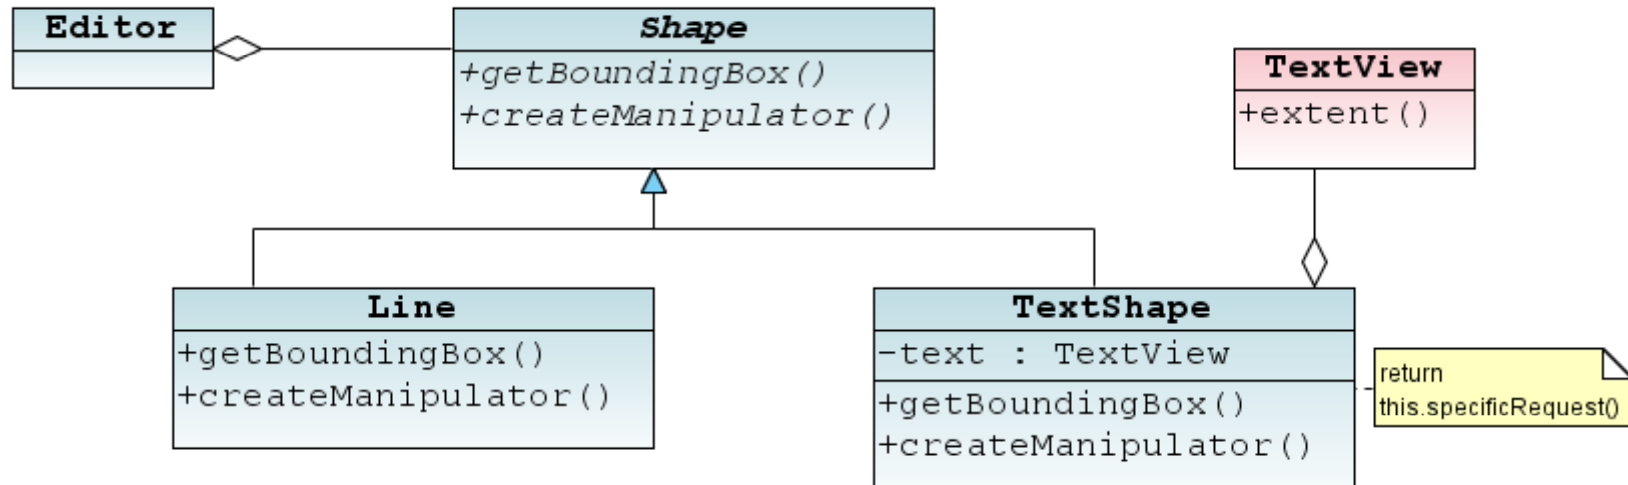 Editor
Shape
+getBoundingBox()
+createManipulator()
TextView
+extent()
Line
+getBoundingBox()
+createManipulator()
TextShape
-text : TextView
+getBoundingBox()
+createManipulator()
return
this.specificRequest()